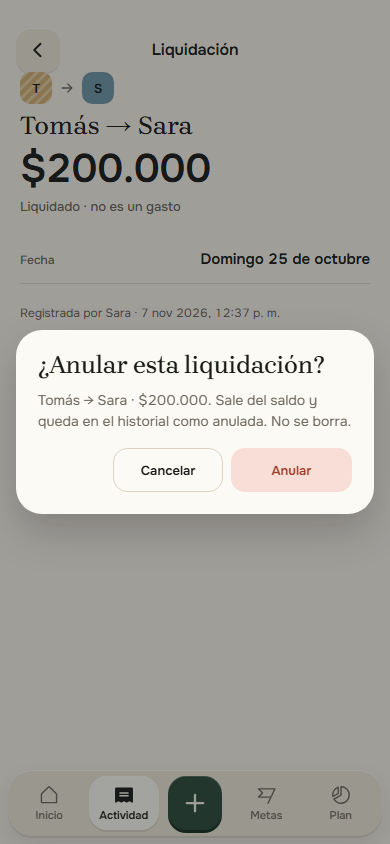 Liquidación
T → S
Tomás → Sara
$200.000
Liquidado · no es un gasto
Fecha Domingo 25 de octubre
Registrada por Sara · 7 nov 2026, 12:37 p. m.
¿Anular esta liquidación?
Tomás → Sara · $200.000. Sale del saldo y
queda en el historial como anulada. No se borra.
Cancelar Anular
Inicio Actividad Metas Plan